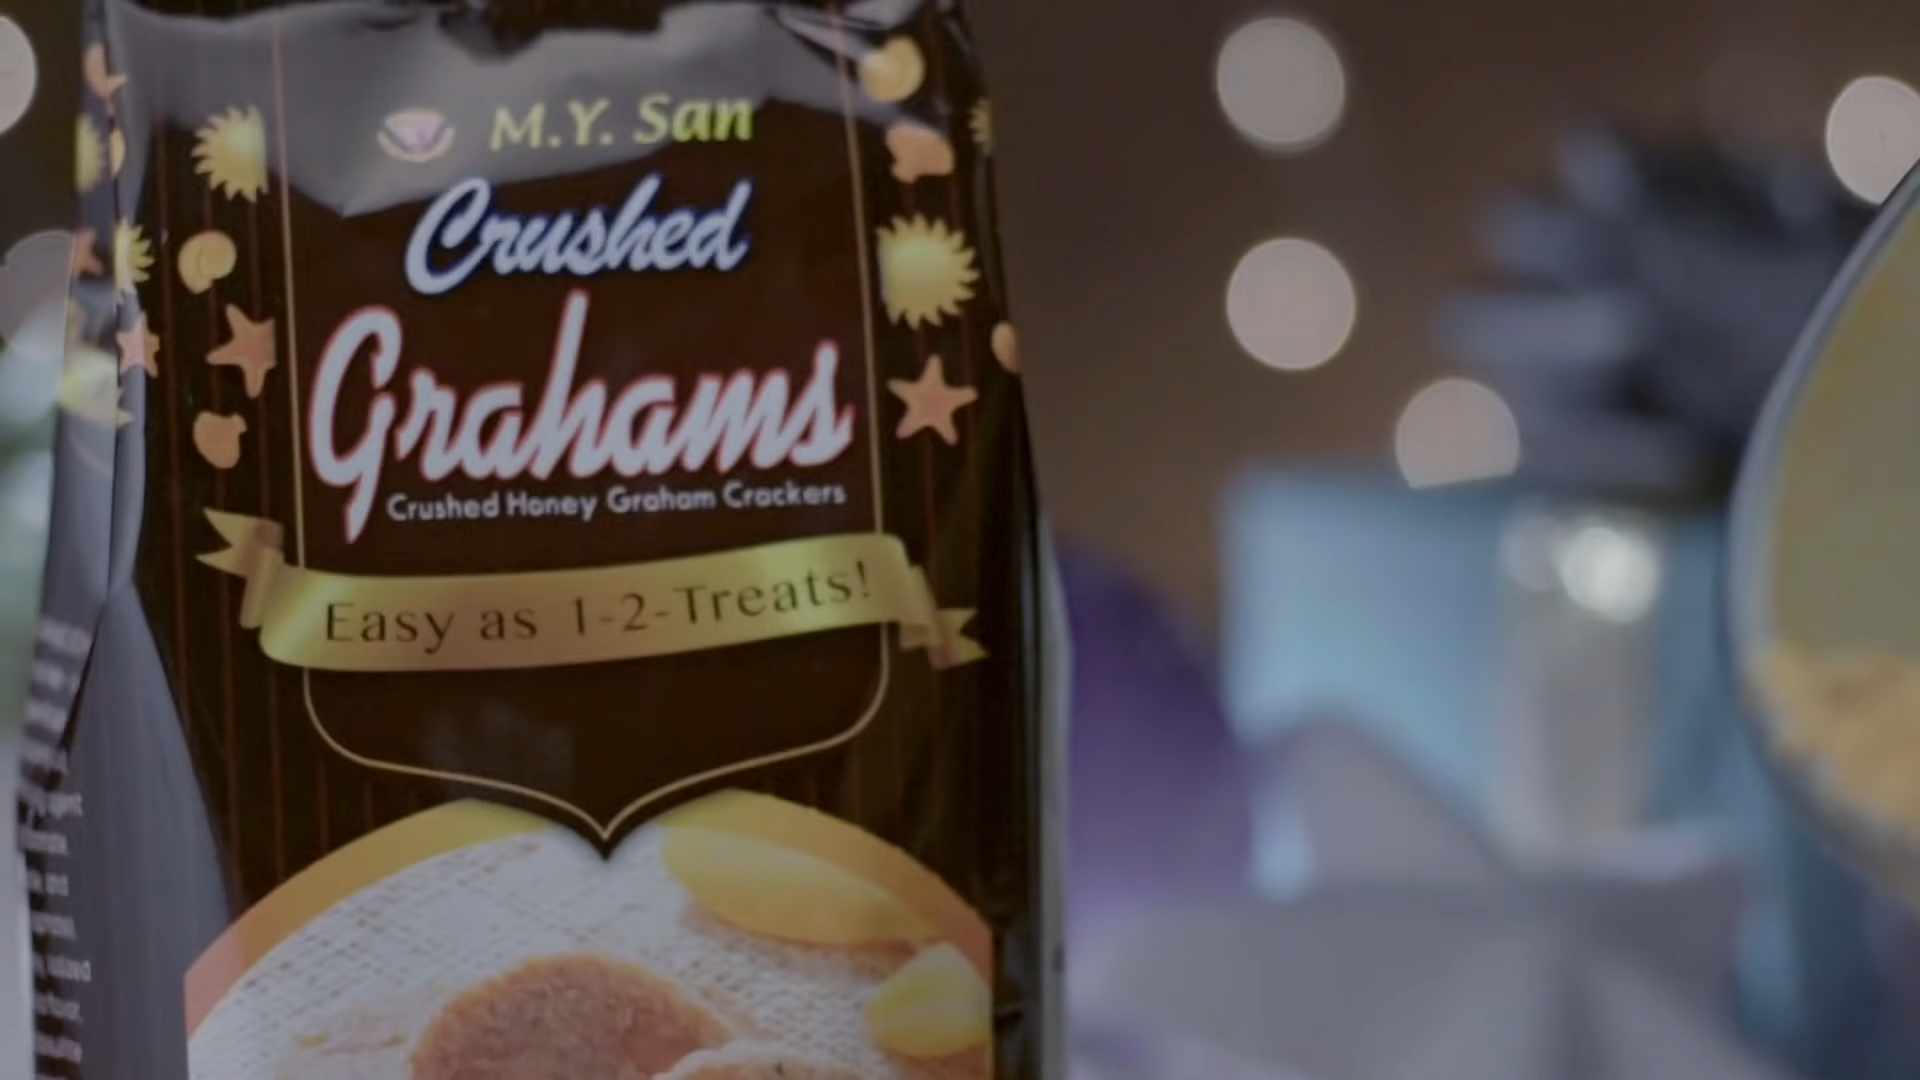 M.Y. San
Crushed
Grahams
Crushed Honey Graham Crackers
Easy as 1-2-Treats!